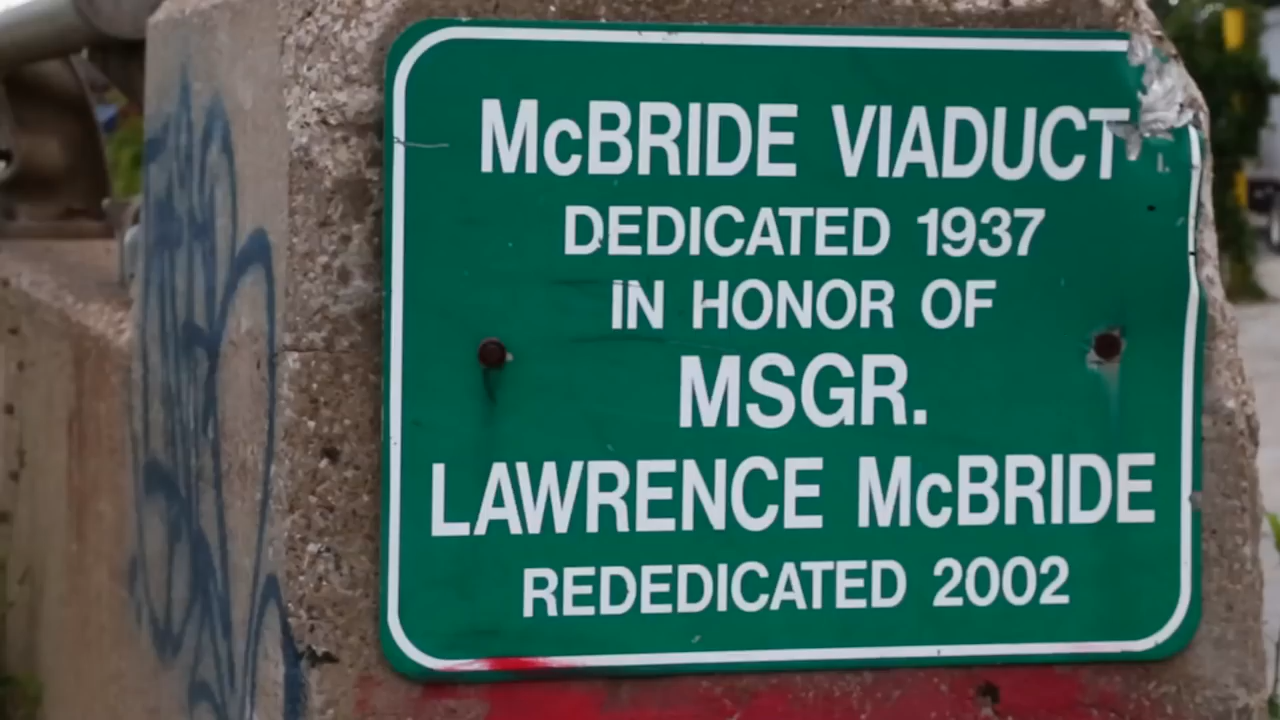 McBRIDE VIADUCT
DEDICATED 1937
IN HONOR OF
MSGR.
LAWRENCE McBRIDE
REDEDICATED 2002